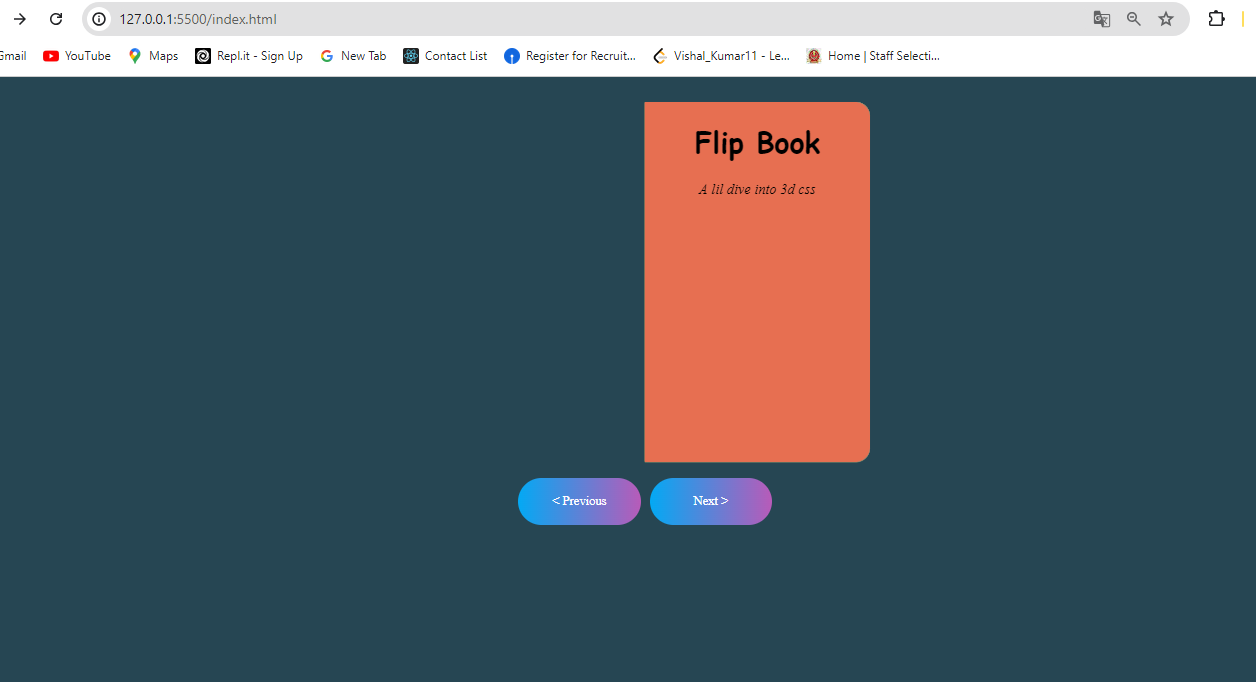 127.0.0.1:5500/index.html
Gmail YouTube Maps Repl.it - Sign Up New Tab Contact List Register for Recruit... Vishal_Kumar11 - Le... Home | Staff Selecti...
Flip Book
A lil dive into 3d css
< Previous Next >